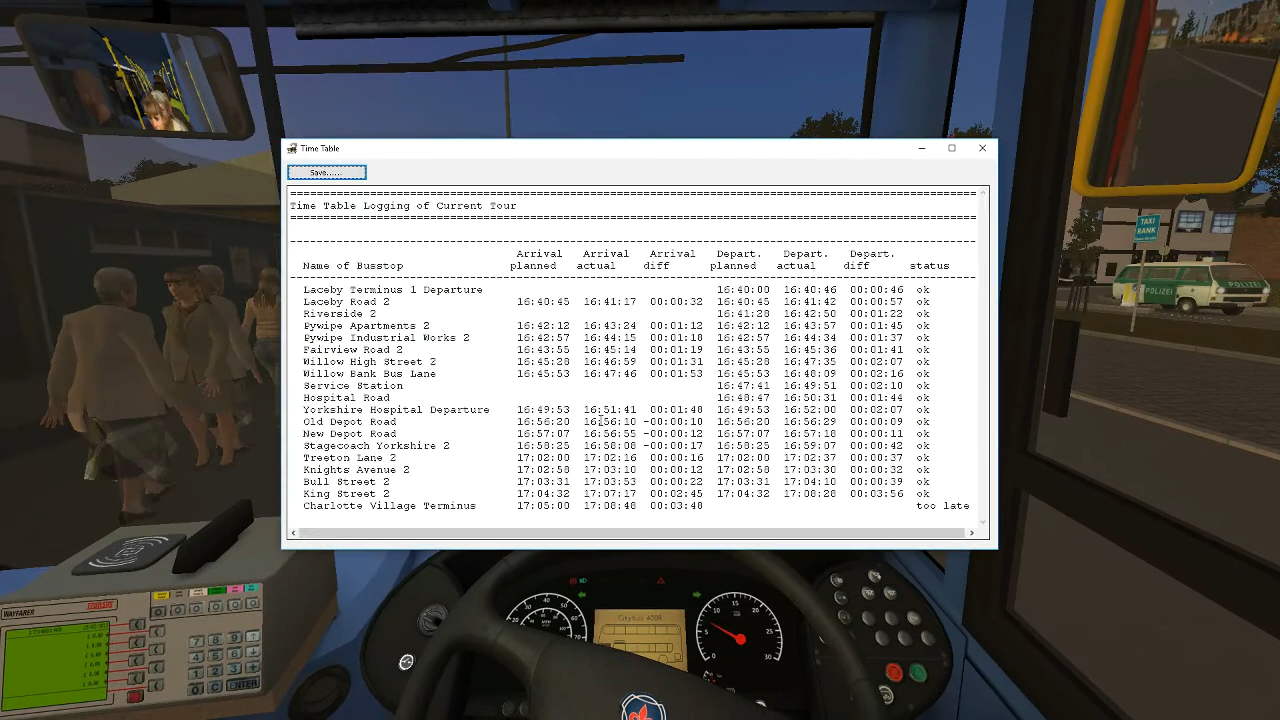 Time Table
Save......
Time Table Logging of Current Tour
Arrival Arrival Arrival Depart. Depart. Depart.
Name of Busstop planned actual diff planned actual diff status
Laceby Terminus 1 Departure 16:40:00 16:40:46 00:00:46 ok
Laceby Road 2 16:40:45 16:41:17 00:00:32 16:40:45 16:41:42 00:00:57 ok
Riverside 2 16:41:28 16:42:50 00:01:22 ok
Pywipe Apartments 2 16:42:12 16:43:24 00:01:12 16:42:12 16:43:57 00:01:45 ok
Pywipe Industrial Works 2 16:42:57 16:44:15 00:01:18 16:42:57 16:44:34 00:01:37 ok
Fairview Road 2 16:43:55 16:45:14 00:01:19 16:43:55 16:45:36 00:01:41 ok
Willow High Street 2 16:45:28 16:46:59 00:01:31 16:45:28 16:47:35 00:02:07 ok
Willow Bank Bus Lane 16:45:53 16:47:46 00:01:53 16:45:53 16:48:09 00:02:16 ok
Service Station 16:47:41 16:49:51 00:02:10 ok
Hospital Road 16:48:47 16:50:31 00:01:44 ok
Yorkshire Hospital Departure 16:49:53 16:51:41 00:01:48 16:49:53 16:52:00 00:02:07 ok
Old Depot Road 16:56:20 16:56:10 -00:00:10 16:56:20 16:56:29 00:00:09 ok
New Depot Road 16:57:07 16:56:55 -00:00:12 16:57:07 16:57:18 00:00:11 ok
Stagecoach Yorkshire 2 16:58:25 16:58:08 -00:00:17 16:58:25 16:59:07 00:00:42 ok
Treeton Lane 2 17:02:00 17:02:16 00:00:16 17:02:00 17:02:37 00:00:37 ok
Knights Avenue 2 17:02:58 17:03:10 00:00:12 17:02:58 17:03:30 00:00:32 ok
Bull Street 2 17:03:31 17:03:53 00:00:22 17:03:31 17:04:10 00:00:39 ok
King Street 2 17:04:32 17:07:17 00:02:45 17:04:32 17:08:28 00:03:56 ok
Charlotte Village Terminus 17:05:00 17:08:48 00:03:48 too late
TAXI
RANK
POLIZEI
WAYFARER
7 8 9
4 5 6
1 2 3
0 C ENTER